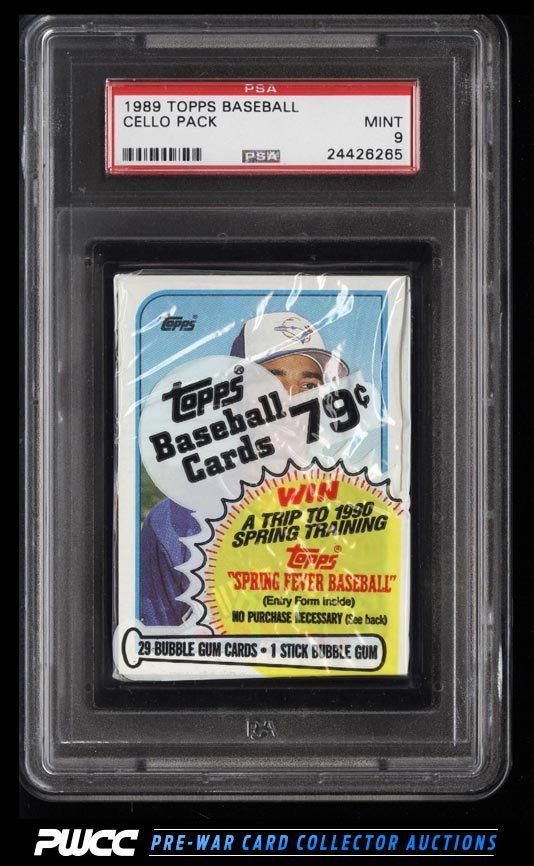 PSA
1989 TOPPS BASEBALL
CELLO PACK MINT
9
PSA 24426265
TOPPS
TOPPS®
Baseball
Cards 79¢
WIN
A TRIP TO 1990
SPRING TRAINING
TOPPS®
"SPRING FEVER BASEBALL"
(Entry Form Inside)
NO PURCHASE NECESSARY (See back)
29 BUBBLE GUM CARDS • 1 STICK BUBBLE GUM
PSA
PWCC PRE-WAR CARD COLLECTOR AUCTIONS